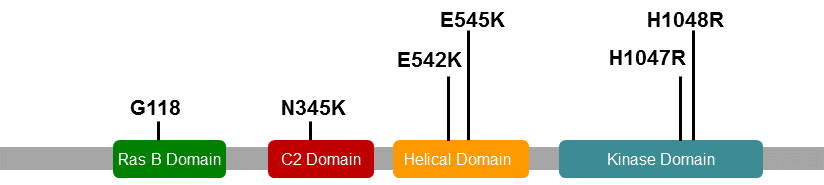 E545K
H1048R
E542K
H1047R
G118
N345K
Ras B Domain
C2 Domain
Helical Domain
Kinase Domain